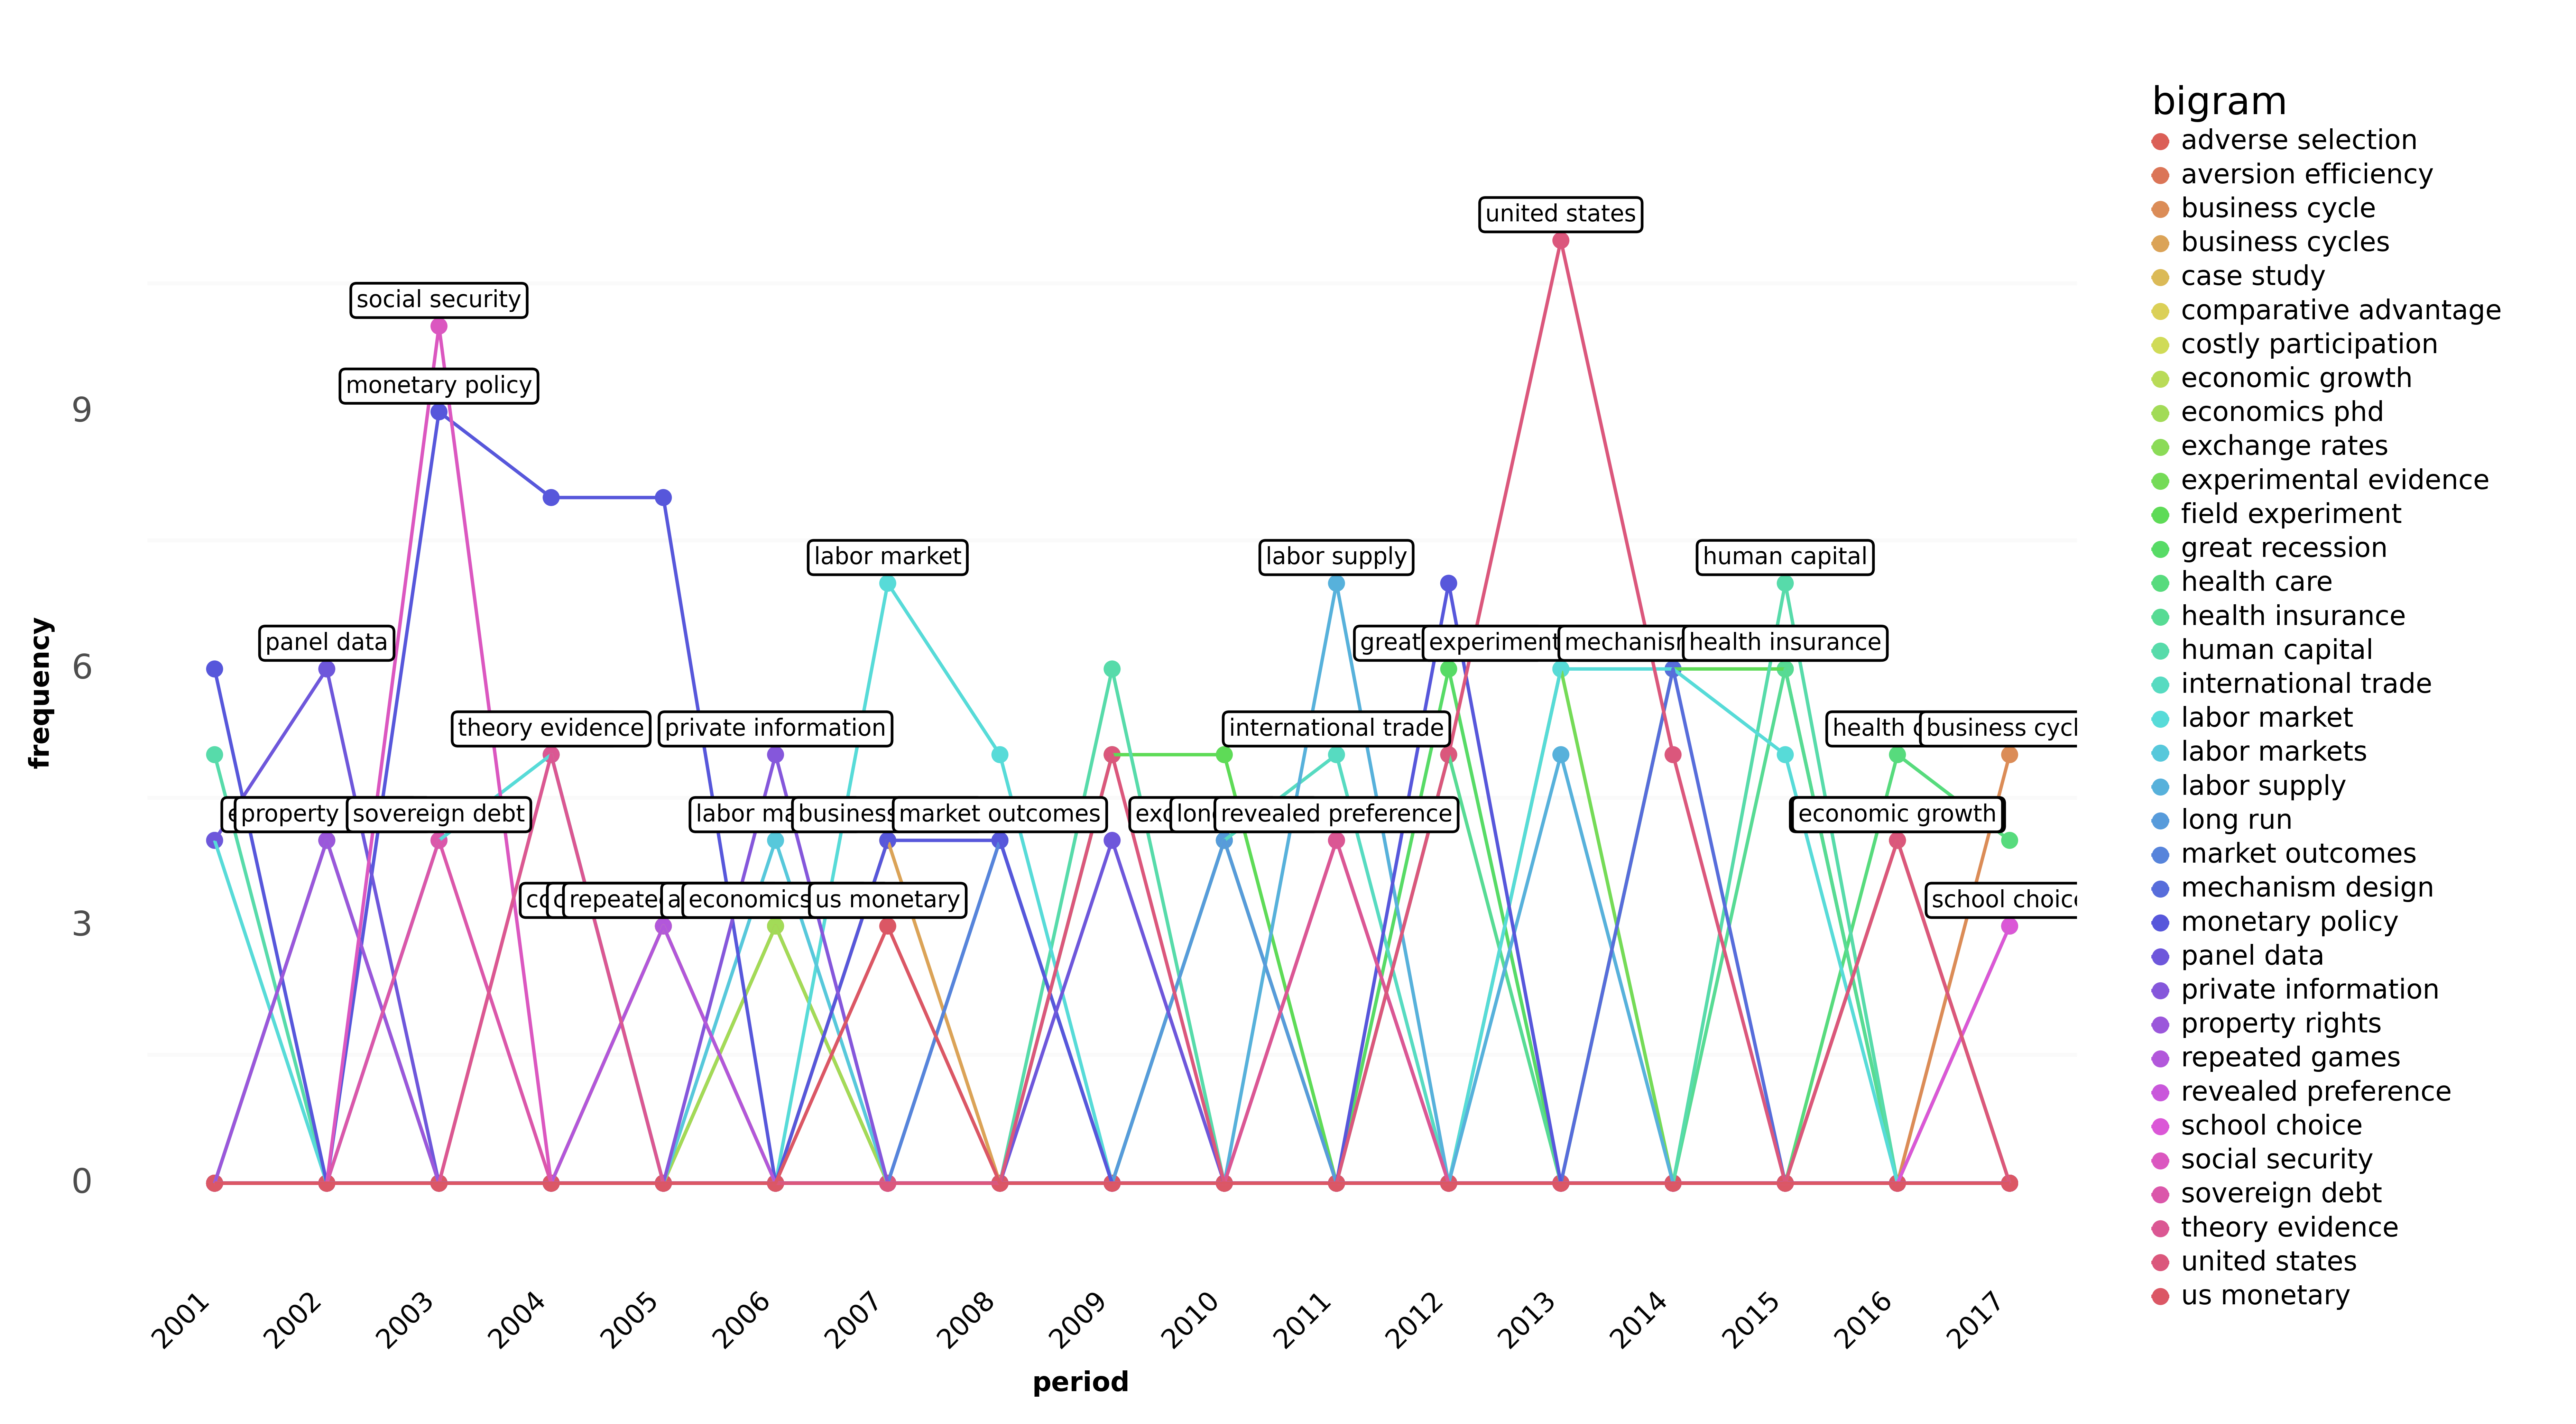 united states
social security
monetary policy
labor market
labor supply
human capital
panel data
great
experiment
mechanism
health insurance
theory evidence
private information
international trade
health c
business cycl
property
sovereign debt
labor ma
business
market outcomes
exc
long
revealed preference
economic growth
repeated
economics
us monetary
school choice
9
6
3
0
frequency
2001
2002
2003
2004
2005
2006
2007
2008
2009
2010
2011
2012
2013
2014
2015
2016
2017
period
bigram
adverse selection
aversion efficiency
business cycle
business cycles
case study
comparative advantage
costly participation
economic growth
economics phd
exchange rates
experimental evidence
field experiment
great recession
health care
health insurance
human capital
international trade
labor market
labor markets
labor supply
long run
market outcomes
mechanism design
monetary policy
panel data
private information
property rights
repeated games
revealed preference
school choice
social security
sovereign debt
theory evidence
united states
us monetary